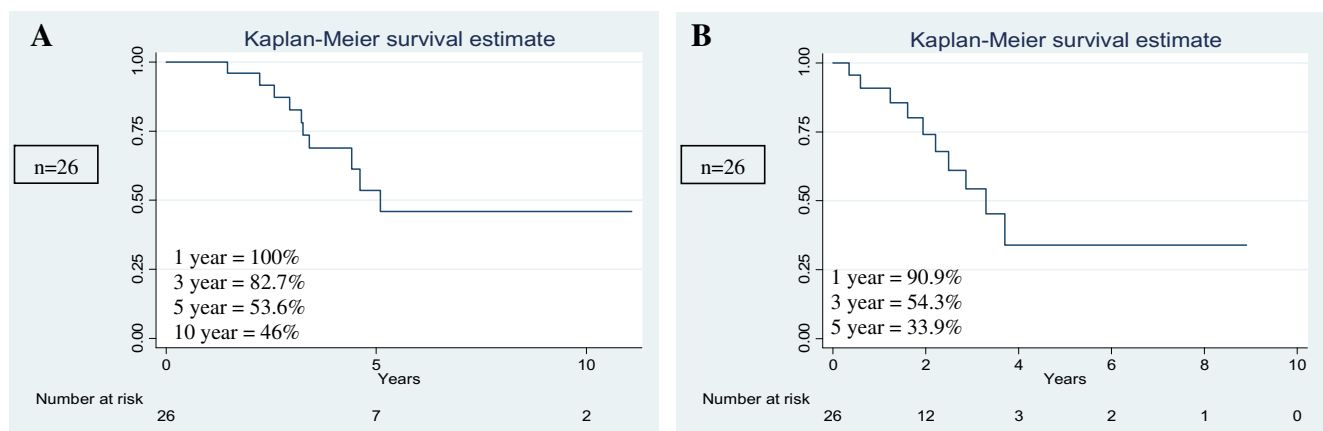 A
Kaplan-Meier survival estimate
1.00
0.75
0.50
0.25
0.00
n=26
1 year = 100%
3 year = 82.7%
5 year = 53.6%
10 year = 46%
0 5 10
Years
Number at risk
26 7 2
B
Kaplan-Meier survival estimate
1.00
0.75
0.50
0.25
0.00
n=26
1 year = 90.9%
3 year = 54.3%
5 year = 33.9%
0 2 4 6 8 10
Years
Number at risk
26 12 3 2 1 0